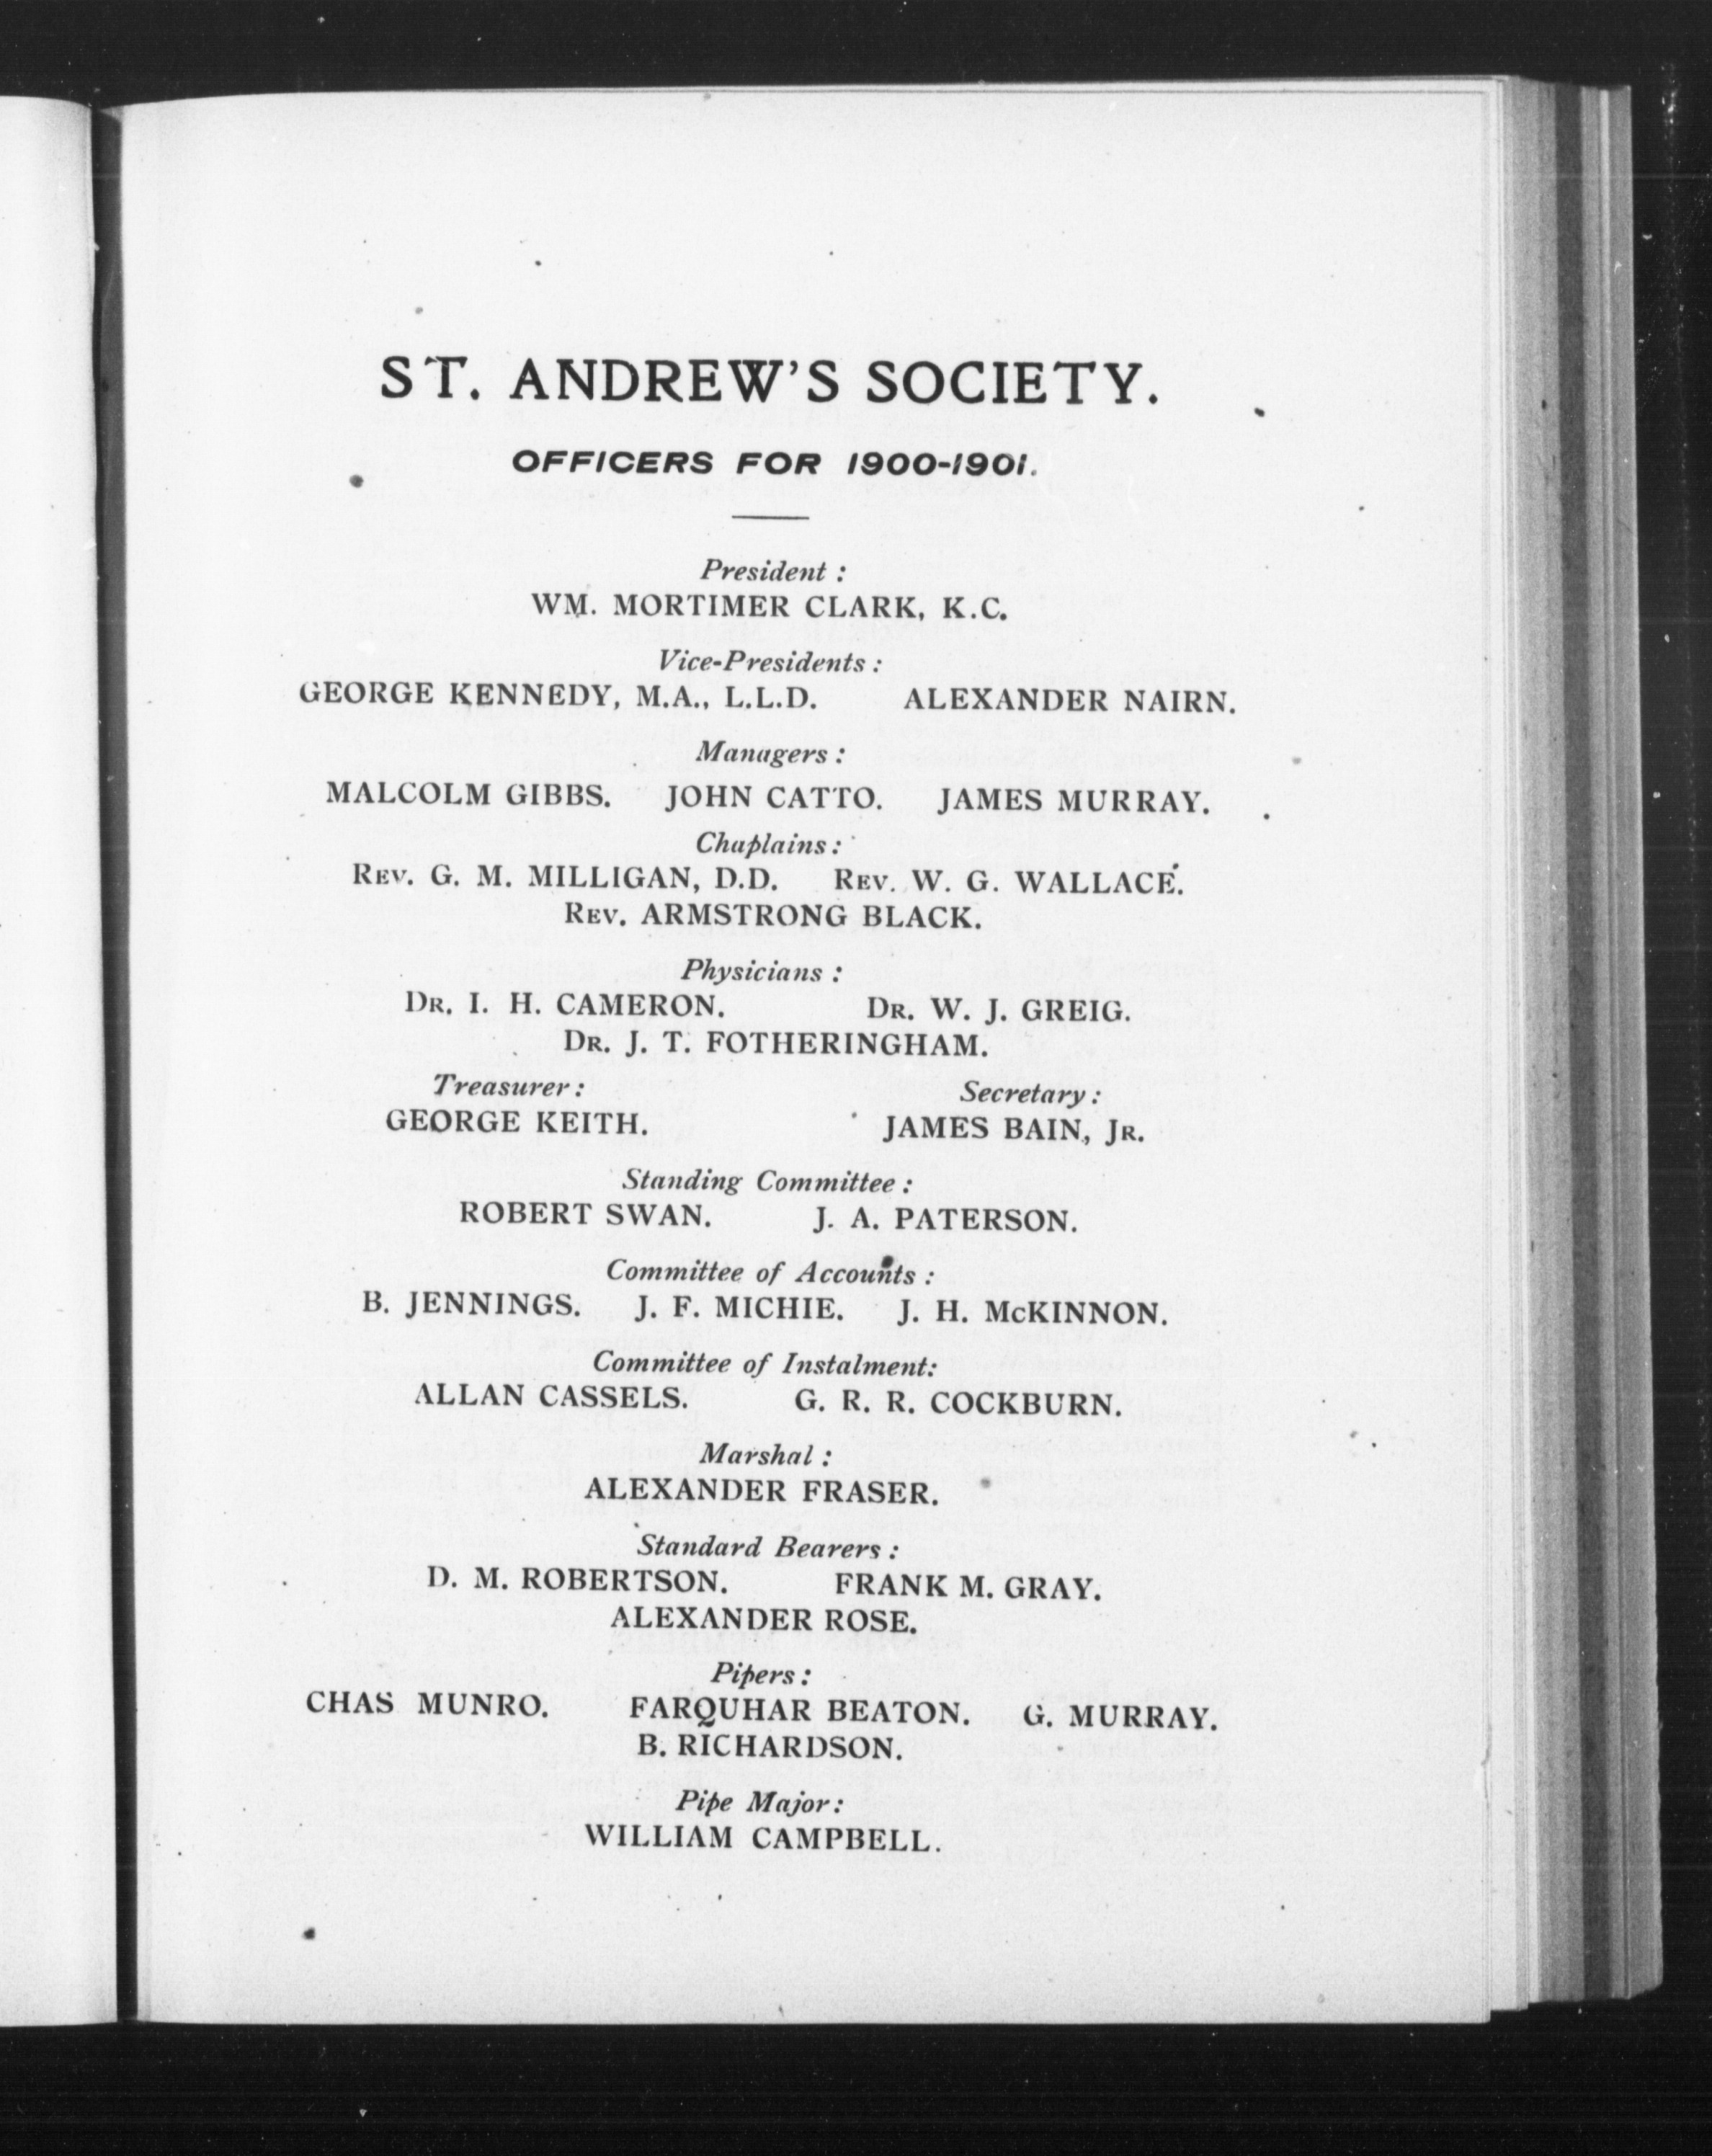 ST. ANDREW'S SOCIETY.
OFFICERS FOR 1900-1901.
President :
WM. MORTIMER CLARK, K.C.
Vice-Presidents :
GEORGE KENNEDY, M.A., L.L.D. ALEXANDER NAIRN.
Managers :
MALCOLM GIBBS. JOHN CATTO. JAMES MURRAY.
Chaplains :
REV. G. M. MILLIGAN, D.D. REV. W. G. WALLACE.
REV. ARMSTRONG BLACK.
Physicians :
DR. I. H. CAMERON. DR. W. J. GREIG.
DR. J. T. FOTHERINGHAM.
Treasurer : Secretary :
GEORGE KEITH. JAMES BAIN, JR.
Standing Committee :
ROBERT SWAN. J. A. PATERSON.
Committee of Accounts :
B. JENNINGS. J. F. MICHIE. J. H. McKINNON.
Committee of Instalment:
ALLAN CASSELS. G. R. R. COCKBURN.
Marshal :
ALEXANDER FRASER.
Standard Bearers :
D. M. ROBERTSON. FRANK M. GRAY.
ALEXANDER ROSE.
Pipers :
CHAS MUNRO. FARQUHAR BEATON. G. MURRAY.
B. RICHARDSON.
Pipe Major :
WILLIAM CAMPBELL.